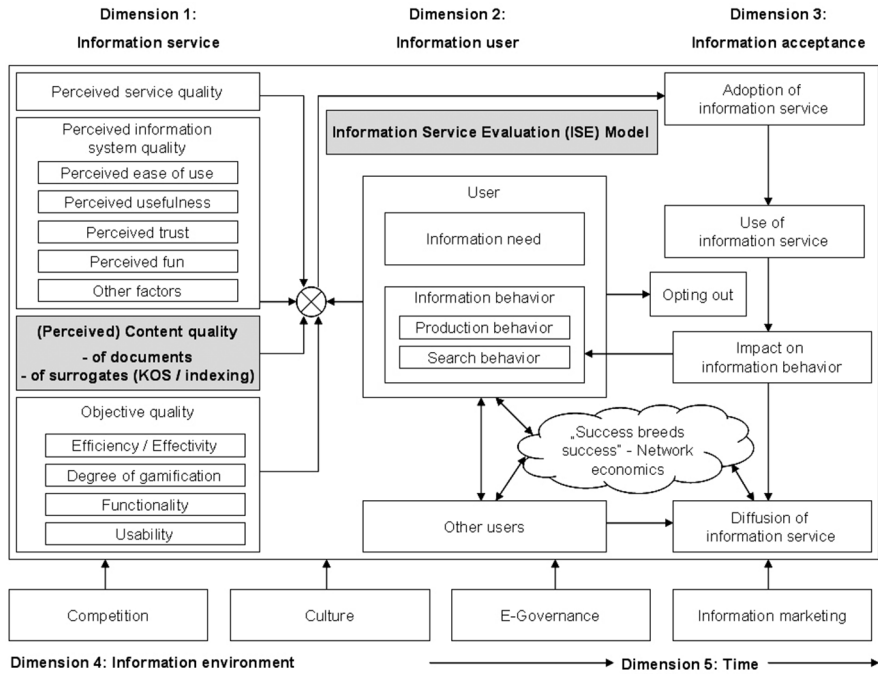 Dimension 1:
Information service
Dimension 2:
Information user
Dimension 3:
Information acceptance
Perceived service quality
Perceived information
system quality
Perceived ease of use
Perceived usefulness
Perceived trust
Perceived fun
Other factors
(Perceived) Content quality
- of documents
- of surrogates (KOS / indexing)
Objective quality
Efficiency / Effectivity
Degree of gamification
Functionality
Usability
Information Service Evaluation (ISE) Model
User
Information need
Information behavior
Production behavior
Search behavior
Opting out
„Success breeds
success" - Network
economics
Other users
Adoption of
information service
Use of
information service
Impact on
information behavior
Diffusion of
information service
Competition
Culture
E-Governance
Information marketing
Dimension 4: Information environment
Dimension 5: Time